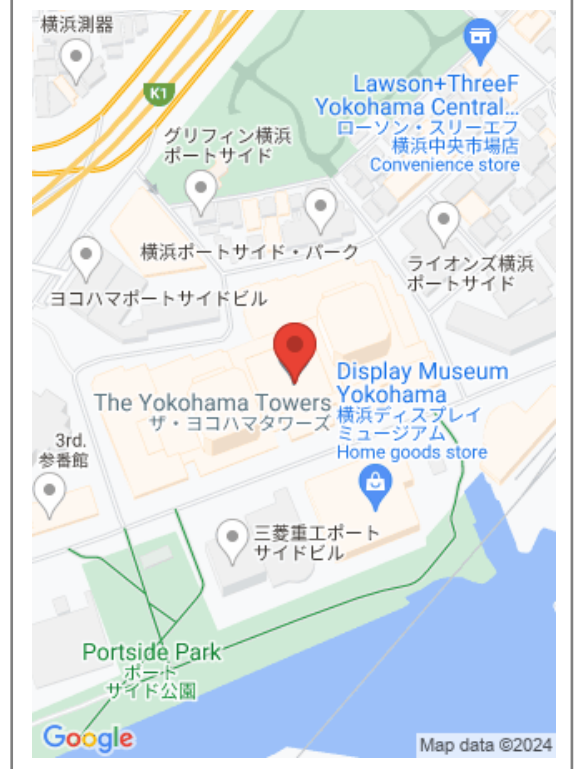 横浜測器
K1
Lawson+ThreeF
Yokohama Central...
ローソン・スリーエフ
横浜中央市場店
Convenience store
グリフィン横浜
ポートサイド
横浜ポートサイド・パーク
ライオンズ横浜
ポートサイド
ヨコハマポートサイドビル
Display Museum
Yokohama
横浜ディスプレイ
ミュージアム
Home goods store
The Yokohama Towers
ザ・ヨコハマタワーズ
3rd.
参番館
三菱重工ポート
サイドビル
Portside Park
ポート
サイド公園
Google
Map data ©2024